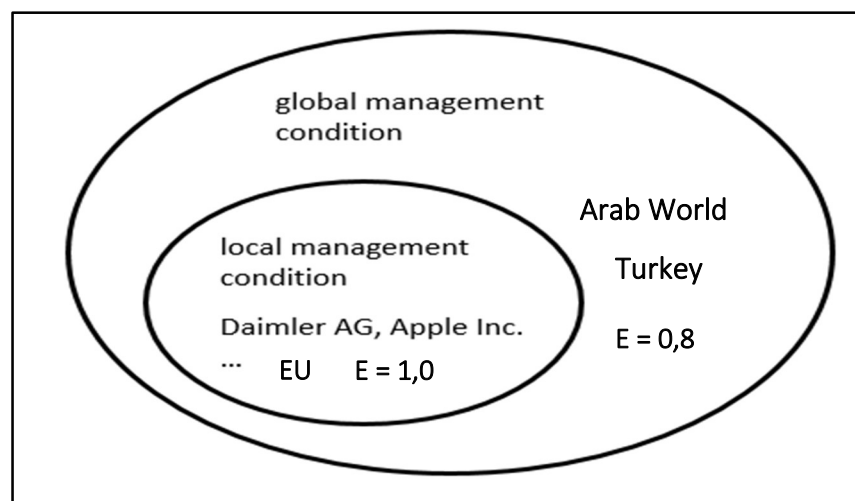 global management
condition
Arab World
Turkey
E = 0,8
local management
condition
Daimler AG, Apple Inc.
... EU E = 1,0